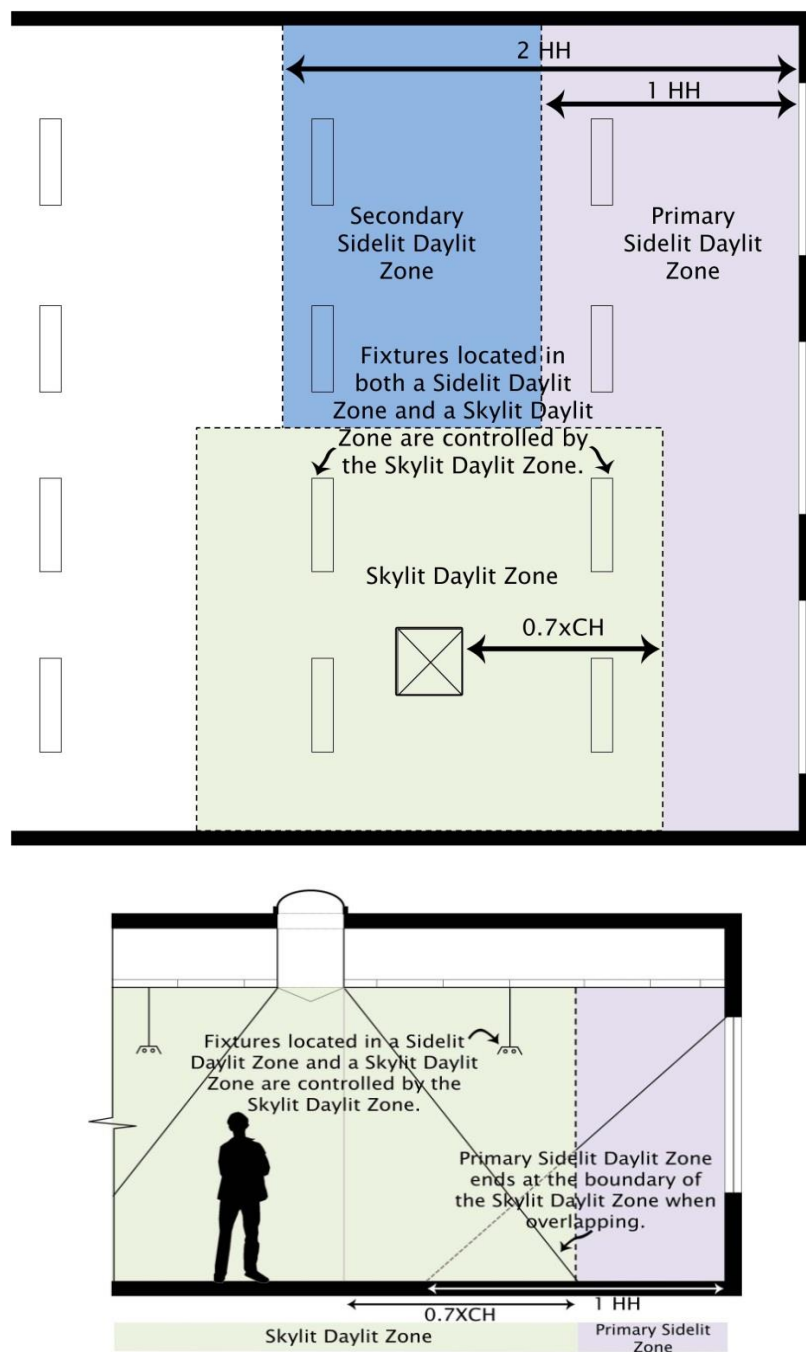 2 HH
1 HH
Secondary
Sidelit Daylit
Zone
Primary
Sidelit Daylit
Zone
Fixtures located in
both a Sidelit Daylit
Zone and a Skylit Daylit
Zone are controlled by
the Skylit Daylit Zone.
Skylit Daylit Zone
0.7xCH
Fixtures located in a Sidelit
Daylit Zone and a Skylit Daylit
Zone are controlled by the
Skylit Daylit Zone.
Primary Sidelit Daylit Zone
ends at the boundary of
the Skylit Daylit Zone when
overlapping.
1 HH
0.7XCH
Skylit Daylit Zone
Primary Sidelit
Zone